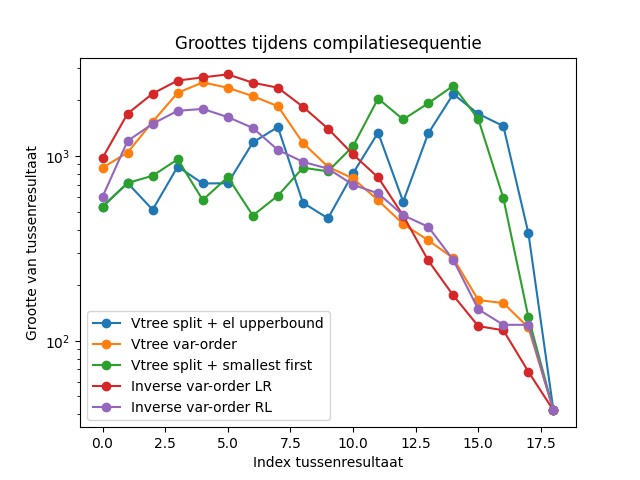 Groottes tijdens compilatiesequentie
Grootte van tussenresultaat
10³
10²
Vtree split + el upperbound
Vtree var-order
Vtree split + smallest first
Inverse var-order LR
Inverse var-order RL
0.0 2.5 5.0 7.5 10.0 12.5 15.0 17.5
Index tussenresultaat